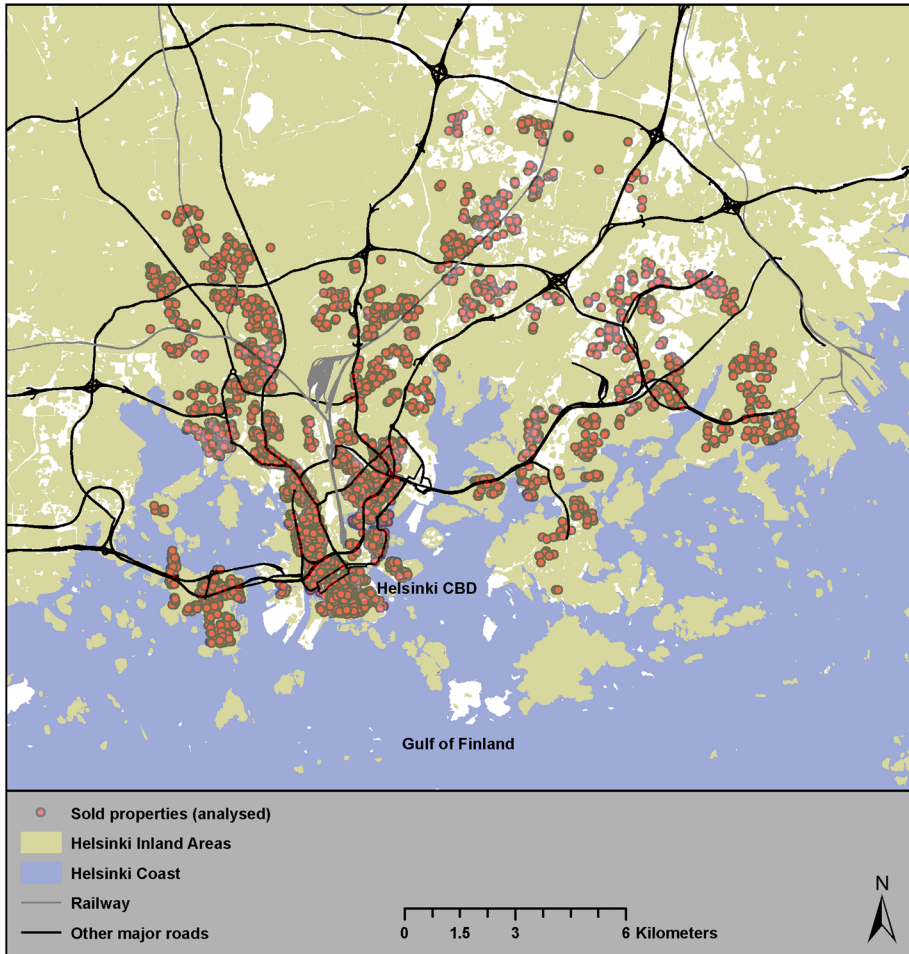 Helsinki CBD
Gulf of Finland
Sold properties (analysed)
Helsinki Inland Areas
Helsinki Coast
Railway
Other major roads
0 1.5 3 6 Kilometers
N